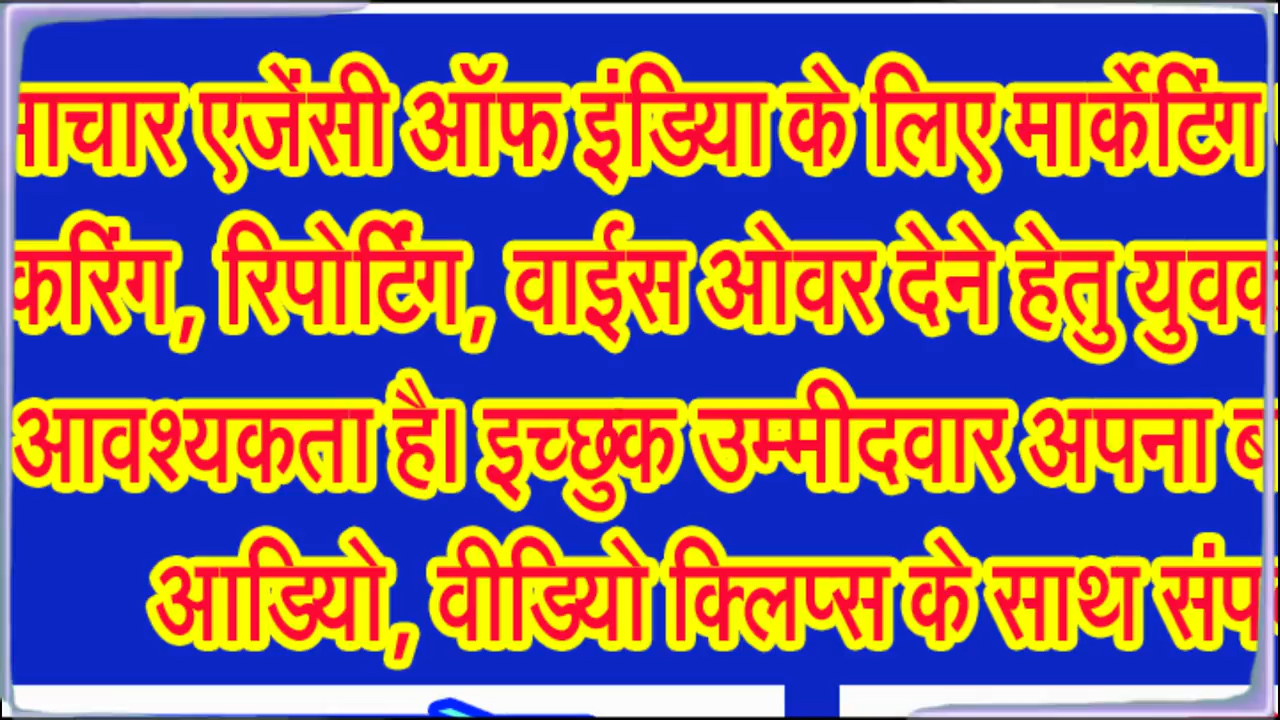 माचार एजेंसी ऑफ इंडिया के लिए मार्केटिंग
करिंग, रिपोर्टिंग, वाईस ओवर देने हेतु युवक
आवश्यकता है। इच्छुक उम्मीदवार अपना
आडियो, वीडियो क्लिप्स के साथ संप